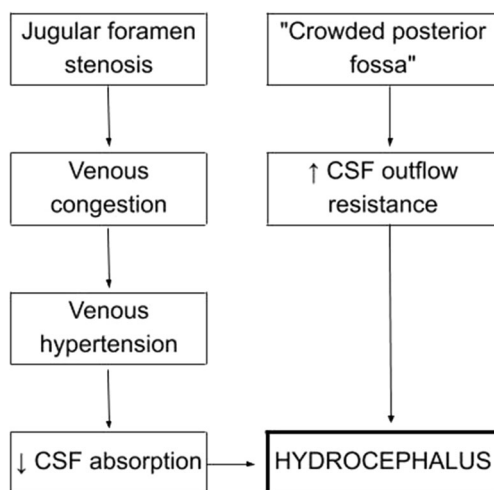 Jugular foramen
stenosis
"Crowded posterior
fossa"
Venous
congestion
↑ CSF outflow
resistance
Venous
hypertension
↓ CSF absorption
HYDROCEPHALUS